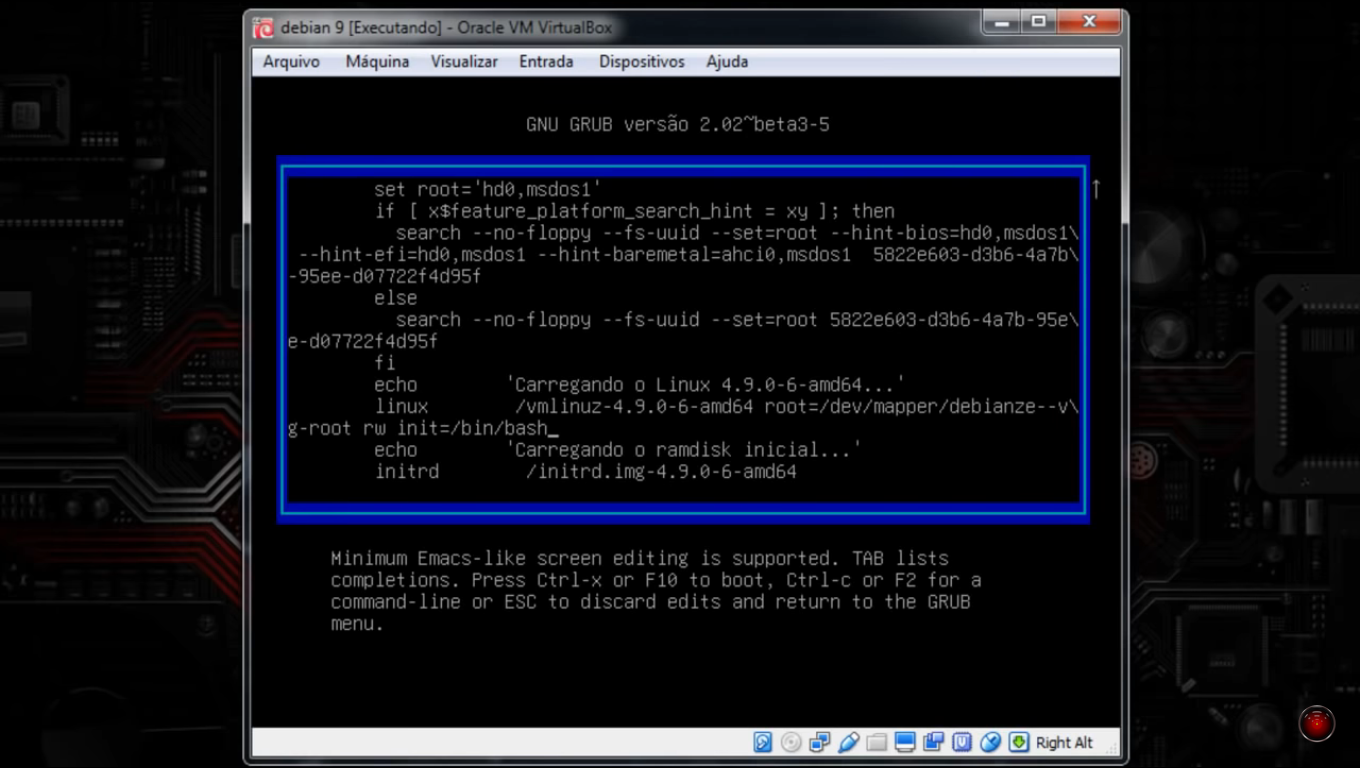 debian 9 [Executando] - Oracle VM VirtualBox
Arquivo Máquina Visualizar Entrada Dispositivos Ajuda
GNU GRUB versão 2.02~beta3-5
set root='hd0,msdos1'
if [ x$feature_platform_search_hint = xy ]; then
search --no-floppy --fs-uuid --set=root --hint-bios=hd0,msdos1\
--hint-efi=hd0,msdos1 --hint-baremetal=ahci0,msdos1 5822e603-d3b6-4a7b\
-95ee-d07722f4d95f
else
search --no-floppy --fs-uuid --set=root 5822e603-d3b6-4a7b-95e\
e-d07722f4d95f
fi
echo 'Carregando o Linux 4.9.0-6-amd64...'
linux /vmlinuz-4.9.0-6-amd64 root=/dev/mapper/debianze--v\
g-root rw init=/bin/bash_
echo 'Carregando o ramdisk inicial...'
initrd /initrd.img-4.9.0-6-amd64
Minimum Emacs-like screen editing is supported. TAB lists
completions. Press Ctrl-x or F10 to boot, Ctrl-c or F2 for a
command-line or ESC to discard edits and return to the GRUB
menu.
Right Alt